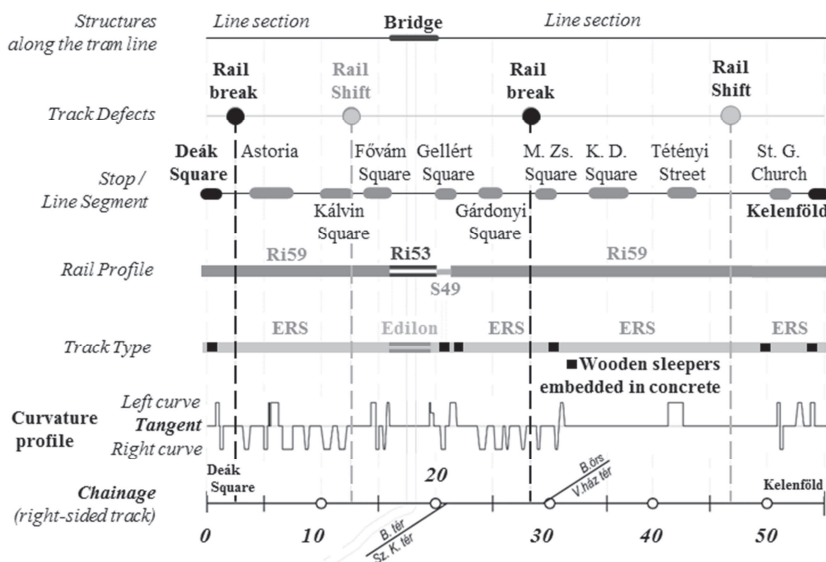 Structures
along the tram line
Line section
Bridge
Line section
Rail
break
Rail
Shift
Rail
break
Rail
Shift
Track Defects
Deák
Square
Astoria
Fővám
Square
Gellért
Square
M. Zs.
Square
K. D.
Square
Tétényi
Street
St. G.
Church
Stop /
Line Segment
Kálvin
Square
Gárdonyi
Square
Kelenföld
Ri59
Ri53
Ri59
Rail Profile
S49
ERS
Edilon
ERS
ERS
ERS
Track Type
Wooden sleepers
embedded in concrete
Curvature
profile
Left curve
Tangent
Right curve
Deák
Square
20
B.örs
V.ház tér
Kelenföld
Chainage
(right-sided track)
0
10
B. tér
Sz. K. tér
30
40
50